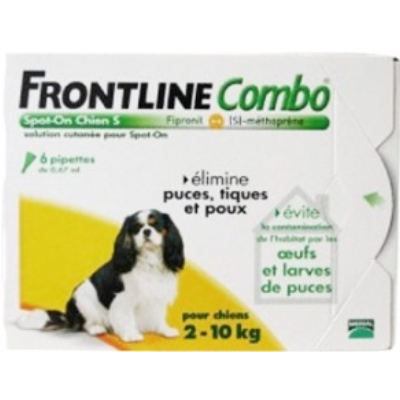 FRONTLINE Combo®
Spot-On Chien S
Fipronil (S)-méthoprène
solution cutanée pour Spot-On
6 pipettes
de 0,67 ml
élimine
puces, tiques
et poux
évite
la contamination
de l'habitat par les
œufs et larves
de puces
pour chiens
2-10 kg